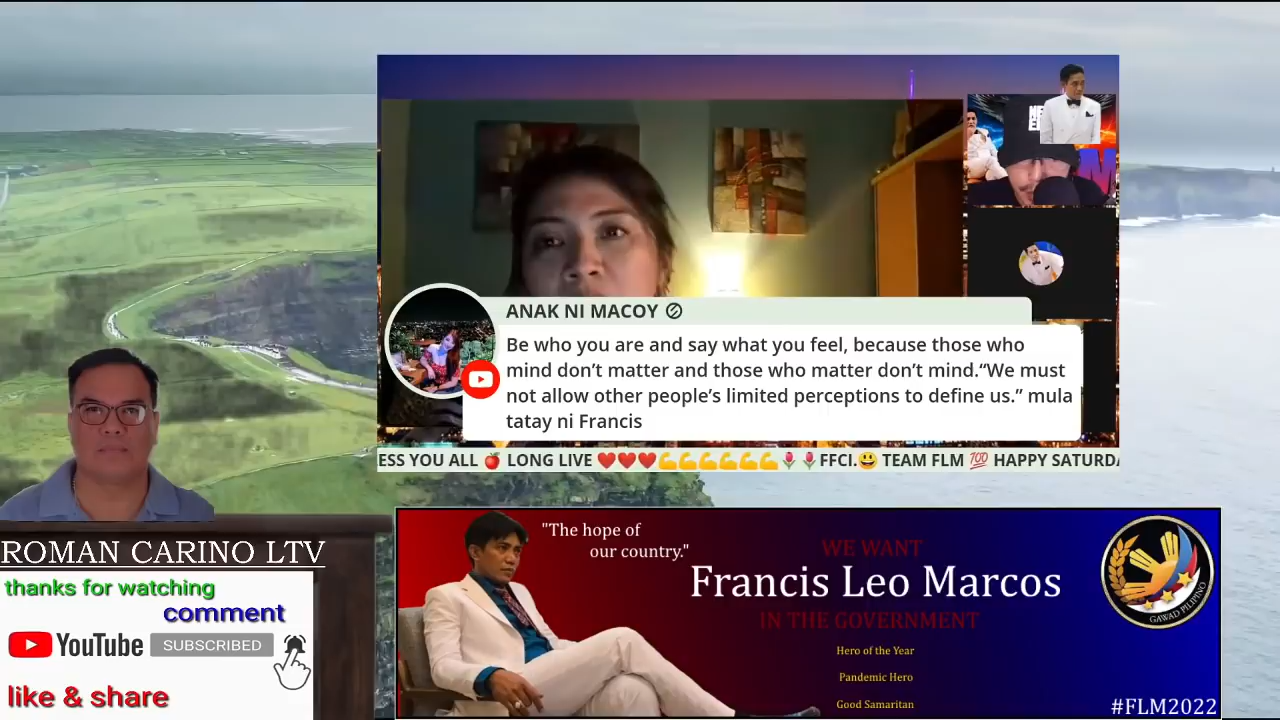 ANAK NI MACOY
Be who you are and say what you feel, because those who
mind don't matter and those who matter don't mind.“We must
not allow other people's limited perceptions to define us.” mula
tatay ni Francis
ESS YOU ALL 🍎 LONG LIVE ❤️❤️❤️💪💪💪💪💪💪🌷🌷FFCI.😃 TEAM FLM 💯 HAPPY SATURDA
ROMAN CARINO LTV
thanks for watching
comment
YouTube SUBSCRIBED
like & share
"The hope of
our country."
WE WANT
Francis Leo Marcos
IN THE GOVERNMENT
Hero of the Year
Pandemic Hero
Good Samaritan
GAWAD PILIPINO
#FLM2022